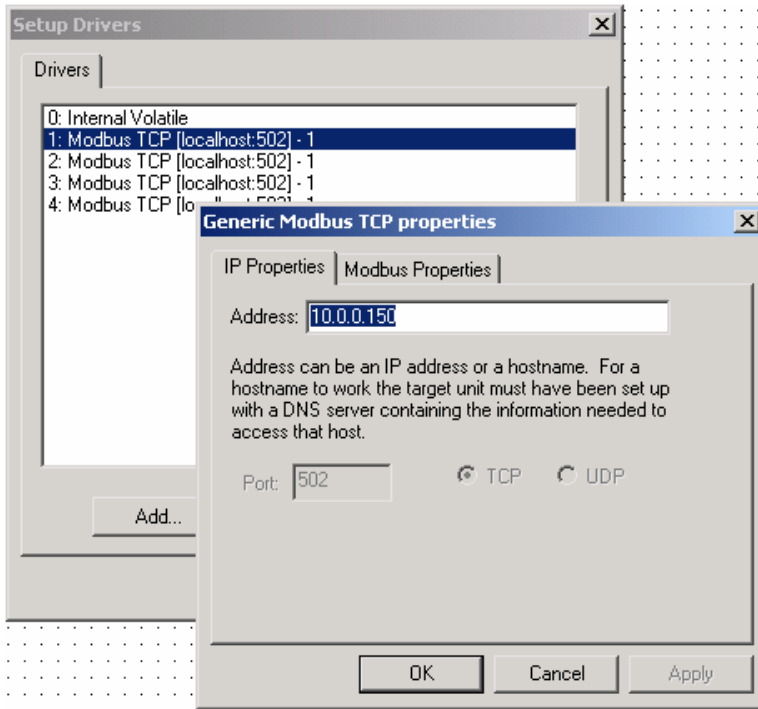 Setup Drivers
Drivers
0: Internal Volatile
1: Modbus TCP [localhost:502] - 1
2: Modbus TCP [localhost:502] - 1
3: Modbus TCP [localhost:502] - 1
4: Modbus TCP [lo
Generic Modbus TCP properties
IP Properties
Modbus Properties
Address: 10.0.0.150
Address can be an IP address or a hostname. For a
hostname to work the target unit must have been set up
with a DNS server containing the information needed to
access that host.
Port: 502
TCP
UDP
Add...
OK
Cancel
Apply